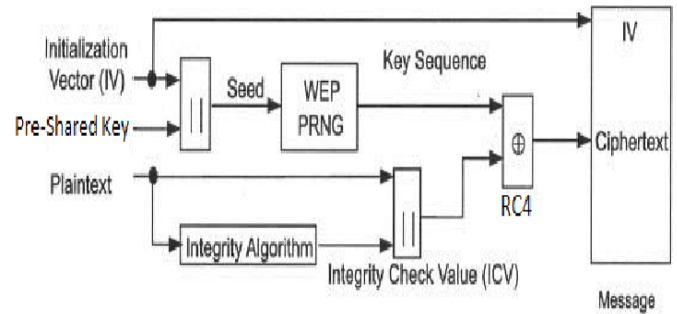 Initialization
Vector (IV)
Pre-Shared Key
Seed
WEP
PRNG
Key Sequence
IV
Ciphertext
Plaintext
Integrity Algorithm
Integrity Check Value (ICV)
RC4
Message
||
||
⊕